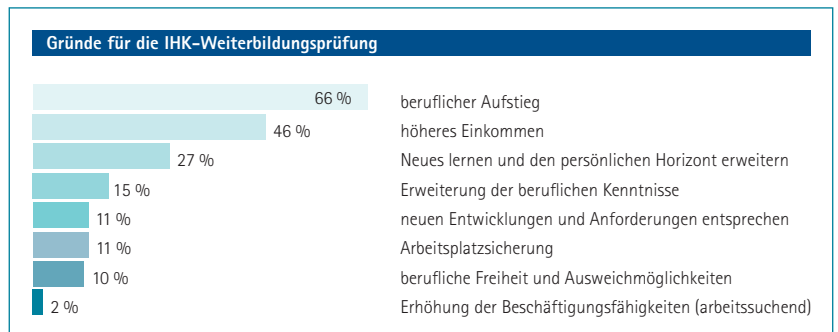 Gründe für die IHK-Weiterbildungsprüfung
66 % beruflicher Aufstieg
46 % höheres Einkommen
27 % Neues lernen und den persönlichen Horizont erweitern
15 % Erweiterung der beruflichen Kenntnisse
11 % neuen Entwicklungen und Anforderungen entsprechen
11 % Arbeitsplatzsicherung
10 % berufliche Freiheit und Ausweichmöglichkeiten
2 % Erhöhung der Beschäftigungsfähigkeiten (arbeitssuchend)